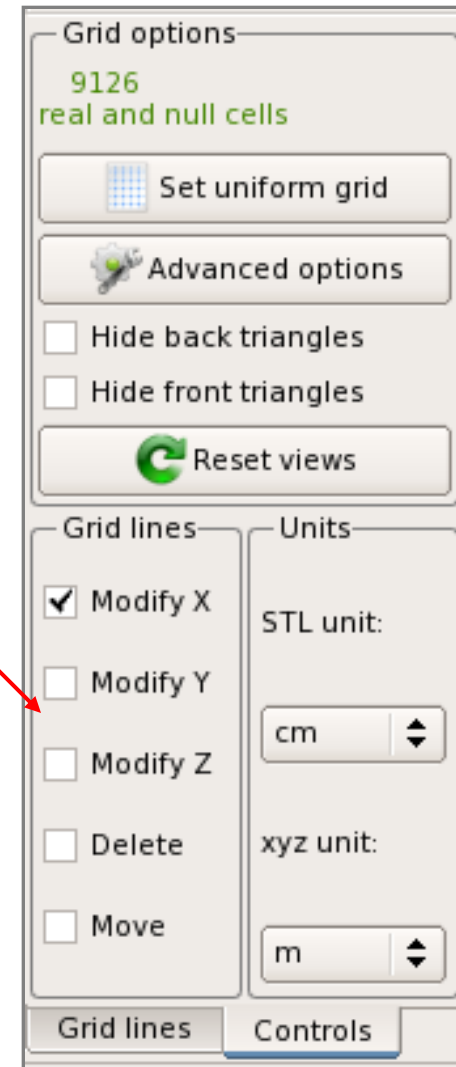 Grid options
9126
real and null cells
Set uniform grid
Advanced options
Hide back triangles
Hide front triangles
Reset views
Grid lines
Modify X
Modify Y
Modify Z
Delete
Move
Units
STL unit:
cm
xyz unit:
m
Grid lines
Controls